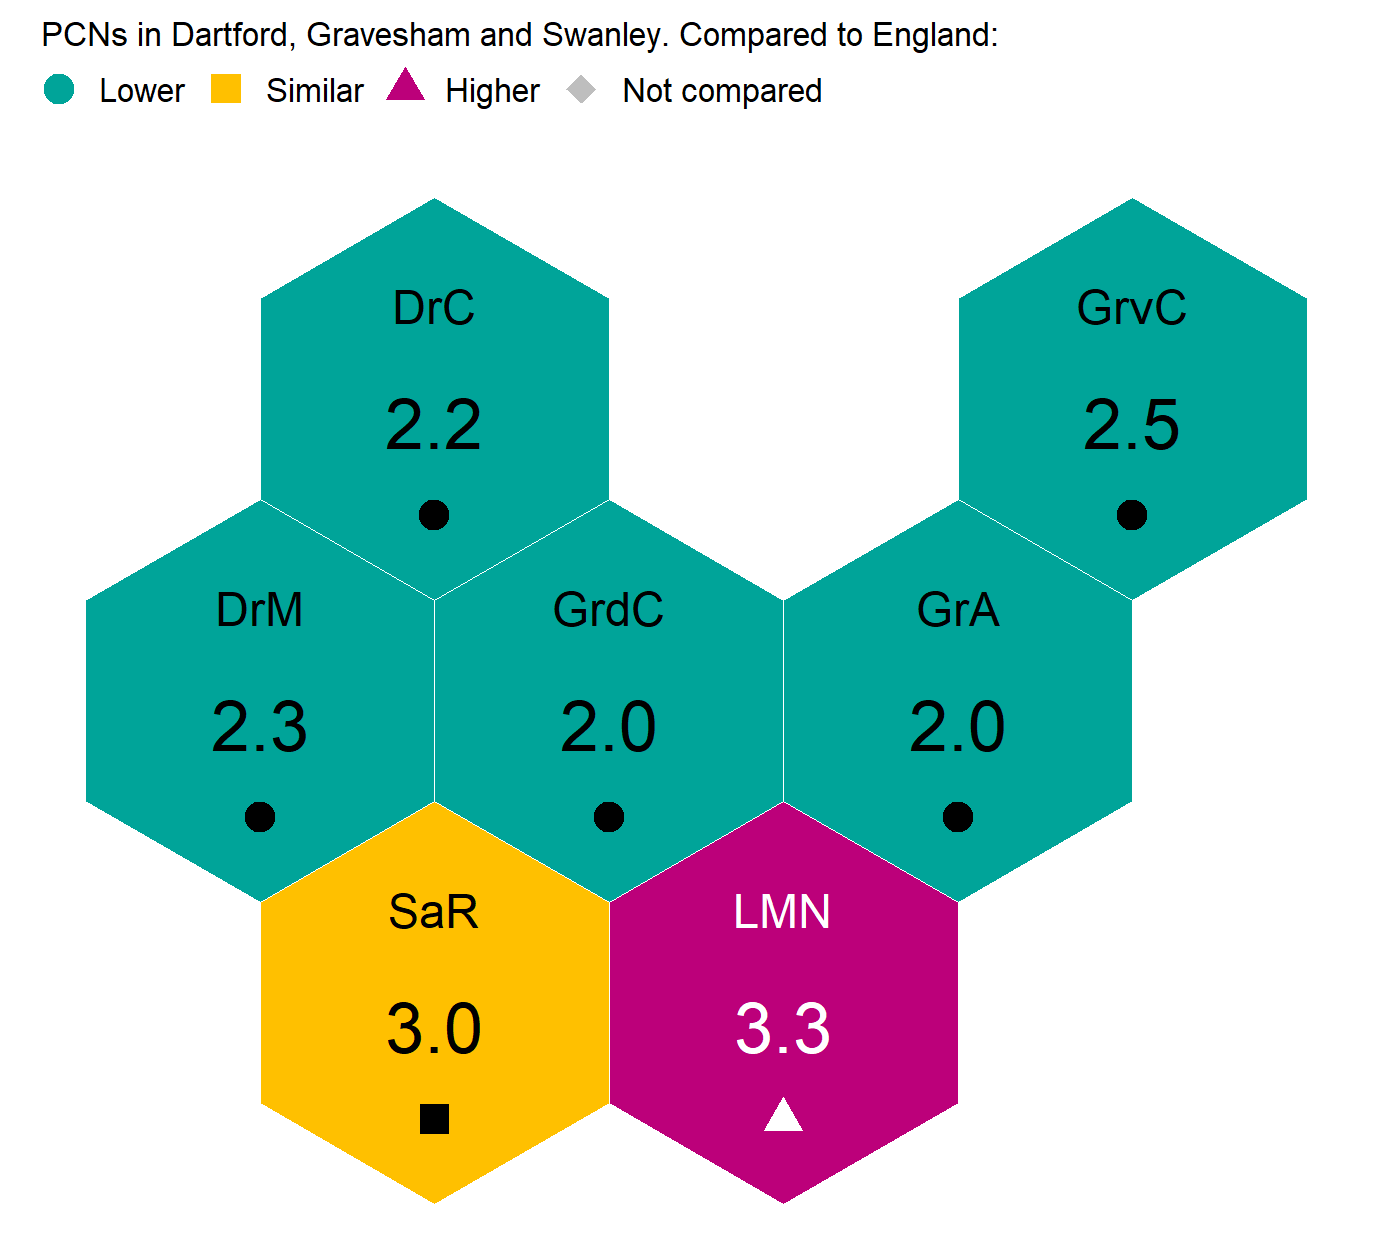 PCNs in Dartford, Gravesham and Swanley. Compared to England:
Lower Similar Higher Not compared
DrC GrvC
2.2 2.5
DrM GrdC GrA
2.3 2.0 2.0
SaR LMN
3.0 3.3